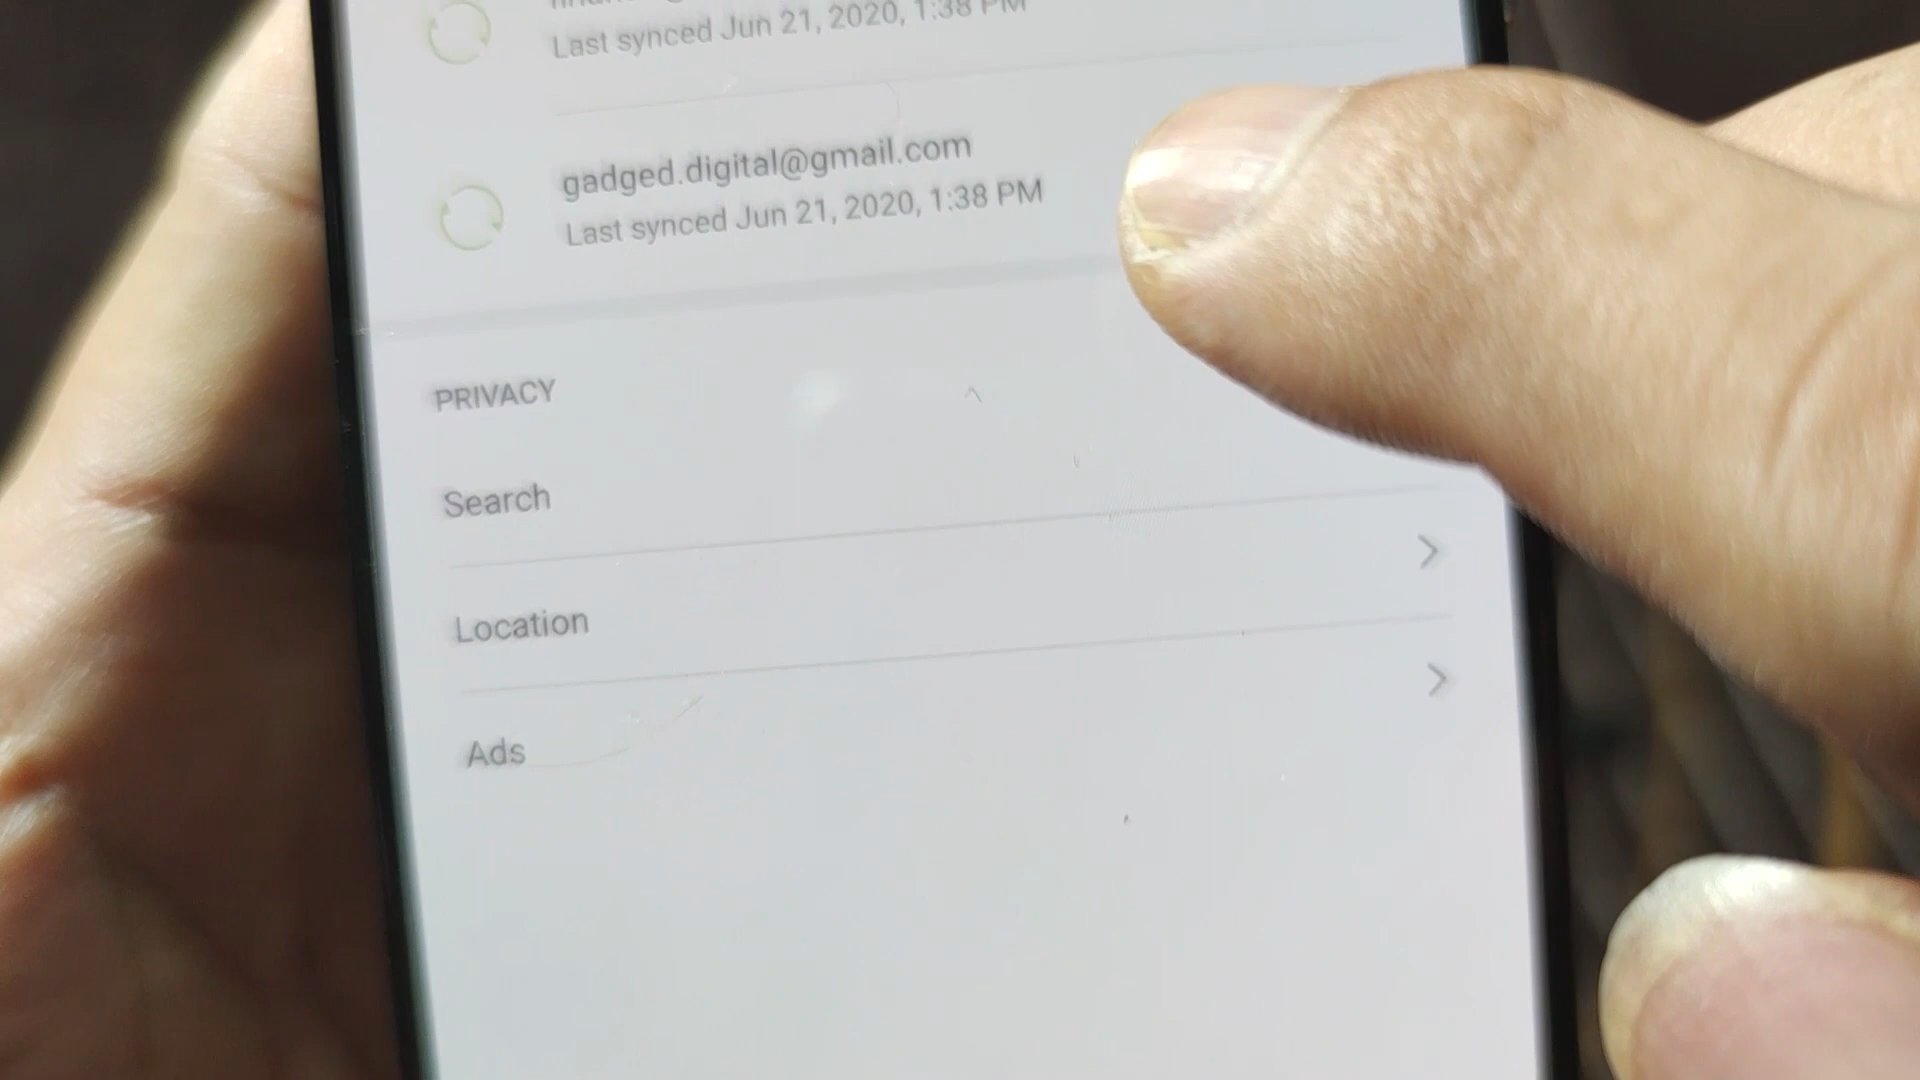 Last synced Jun 21, 2020, 1:38 PM
gadged.digital@gmail.com
Last synced Jun 21, 2020, 1:38 PM
PRIVACY
Search
Location
Ads